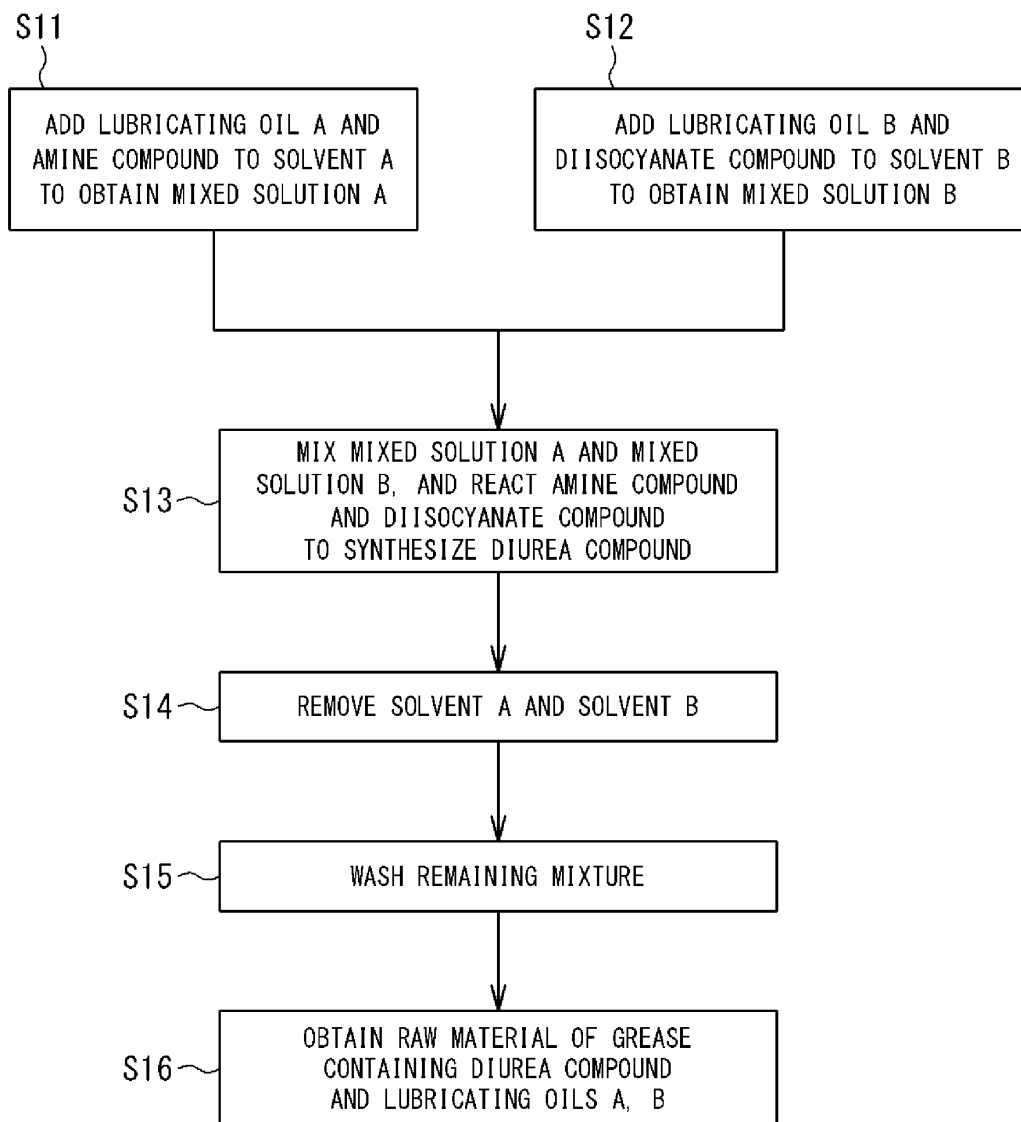 S11
ADD LUBRICATING OIL A AND
AMINE COMPOUND TO SOLVENT A
TO OBTAIN MIXED SOLUTION A
S12
ADD LUBRICATING OIL B AND
DIISOCYANATE COMPOUND TO SOLVENT B
TO OBTAIN MIXED SOLUTION B
S13
MIX MIXED SOLUTION A AND MIXED
SOLUTION B, AND REACT AMINE COMPOUND
AND DIISOCYANATE COMPOUND
TO SYNTHESIZE DIUREA COMPOUND
S14
REMOVE SOLVENT A AND SOLVENT B
S15
WASH REMAINING MIXTURE
S16
OBTAIN RAW MATERIAL OF GREASE
CONTAINING DIUREA COMPOUND
AND LUBRICATING OILS A, B